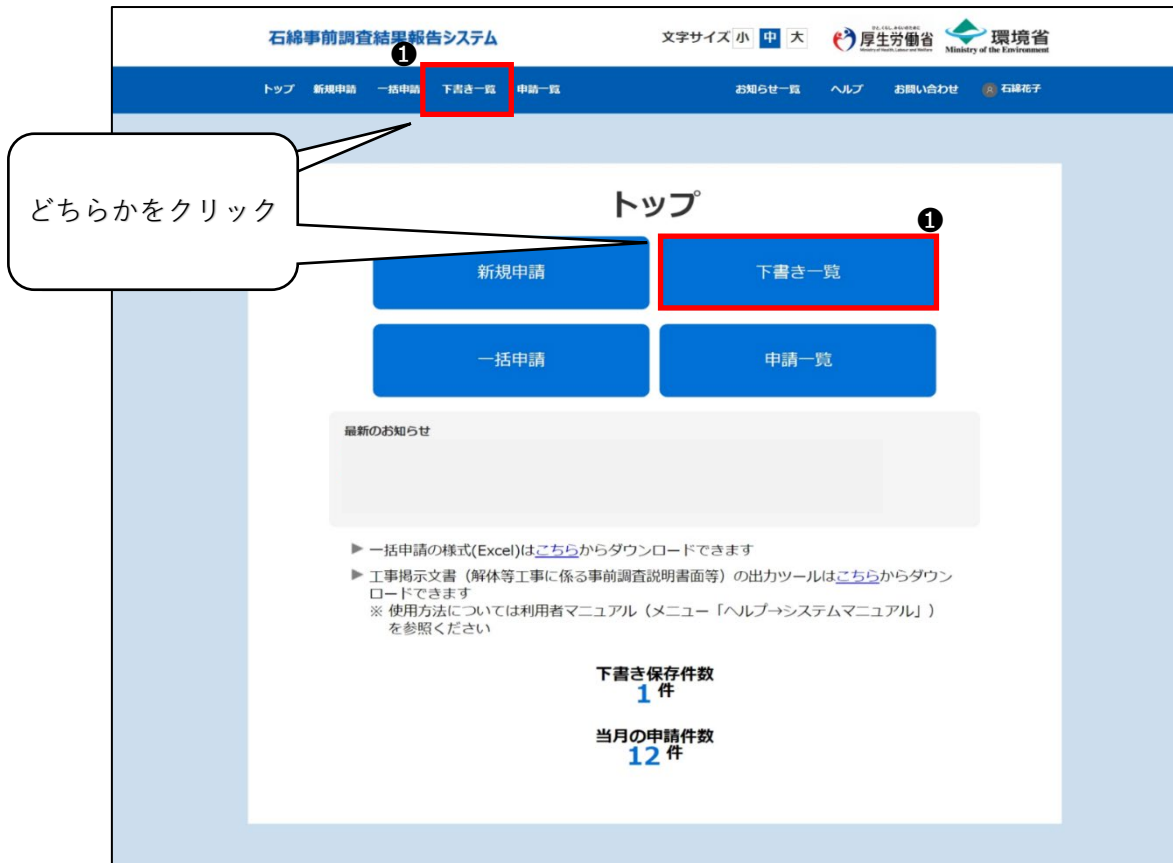 石綿事前調査結果報告システム
文字サイズ 小 中 大
厚生労働省
環境省
Ministry of the Environment
❶
トップ 新規申請 一括申請 下書き一覧 申請一覧 お知らせ一覧 ヘルプ お問い合わせ 石綿花子
どちらかをクリック
トップ
❶
新規申請 下書き一覧
一括申請 申請一覧
最新のお知らせ
▶ 一括申請の様式(Excel)はこちらからダウンロードできます
▶ 工事掲示文書（解体等工事に係る事前調査説明書面等）の出力ツールはこちらからダウン
ロードできます
※ 使用方法については利用者マニュアル（メニュー「ヘルプ→システムマニュアル」）
を参照ください
下書き保存件数
1 件
当月の申請件数
12 件